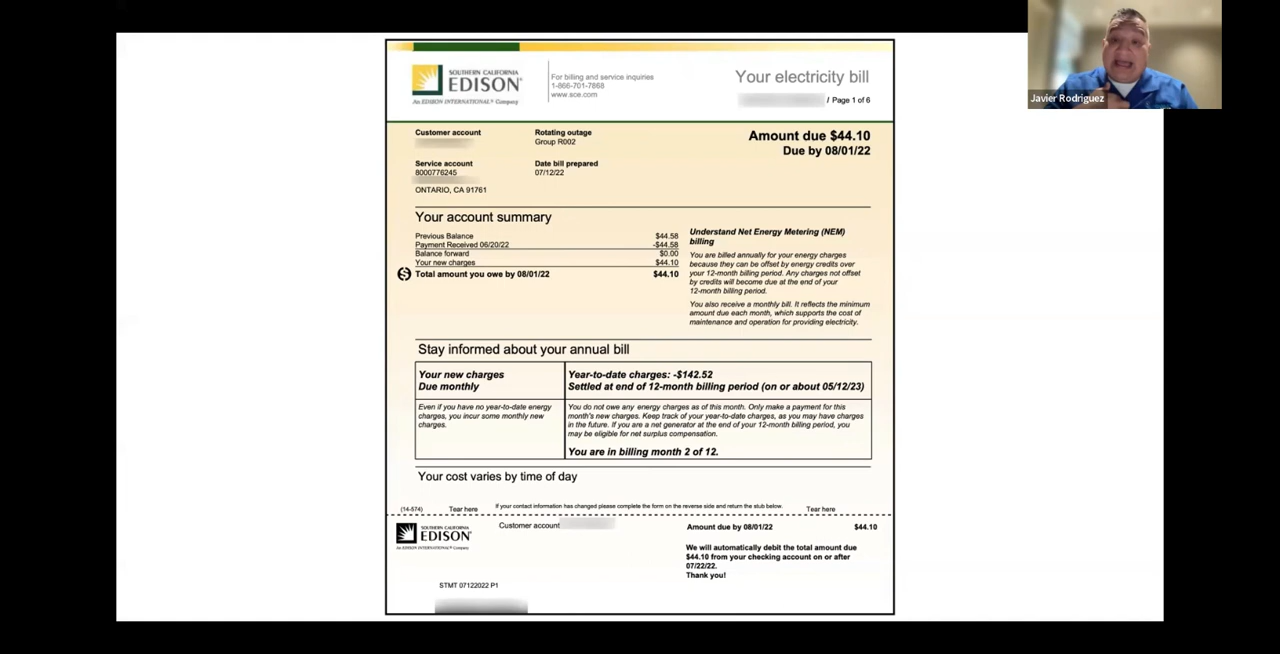 SOUTHERN CALIFORNIA
EDISON®
An EDISON INTERNATIONAL® Company
For billing and service inquiries
1-866-701-7868
www.sce.com
Your electricity bill
/ Page 1 of 6
Javier Rodriguez
Customer account
Rotating outage
Group R002
Amount due $44.10
Due by 08/01/22
Service account
8000776245
Date bill prepared
07/12/22
ONTARIO, CA 91761
Your account summary
Previous Balance $44.58
Payment Received 06/20/22 -$44.58
Balance forward $0.00
Your new charges $44.10
Total amount you owe by 08/01/22 $44.10
Understand Net Energy Metering (NEM)
billing
You are billed annually for your energy charges
because they can be offset by energy credits over
your 12-month billing period. Any charges not offset
by credits will become due at the end of your
12-month billing period.
You also receive a monthly bill. It reflects the minimum
amount due each month, which supports the cost of
maintenance and operation for providing electricity.
Stay informed about your annual bill
Your new charges
Due monthly
Year-to-date charges: -$142.52
Settled at end of 12-month billing period (on or about 05/12/23)
Even if you have no year-to-date energy
charges, you incur some monthly new
charges.
You do not owe any energy charges as of this month. Only make a payment for this
month's new charges. Keep track of your year-to-date charges, as you may have charges
in the future. If you are a net generator at the end of your 12-month billing period, you
may be eligible for net surplus compensation.
You are in billing month 2 of 12.
Your cost varies by time of day
(14-574) Tear here If your contact information has changed please complete the form on the reverse side and return the stub below. Tear here
SOUTHERN CALIFORNIA
EDISON®
An EDISON INTERNATIONAL® Company
Customer account
Amount due by 08/01/22 $44.10
We will automatically debit the total amount due
$44.10 from your checking account on or after
07/22/22.
Thank you!
STMT 07122022 P1